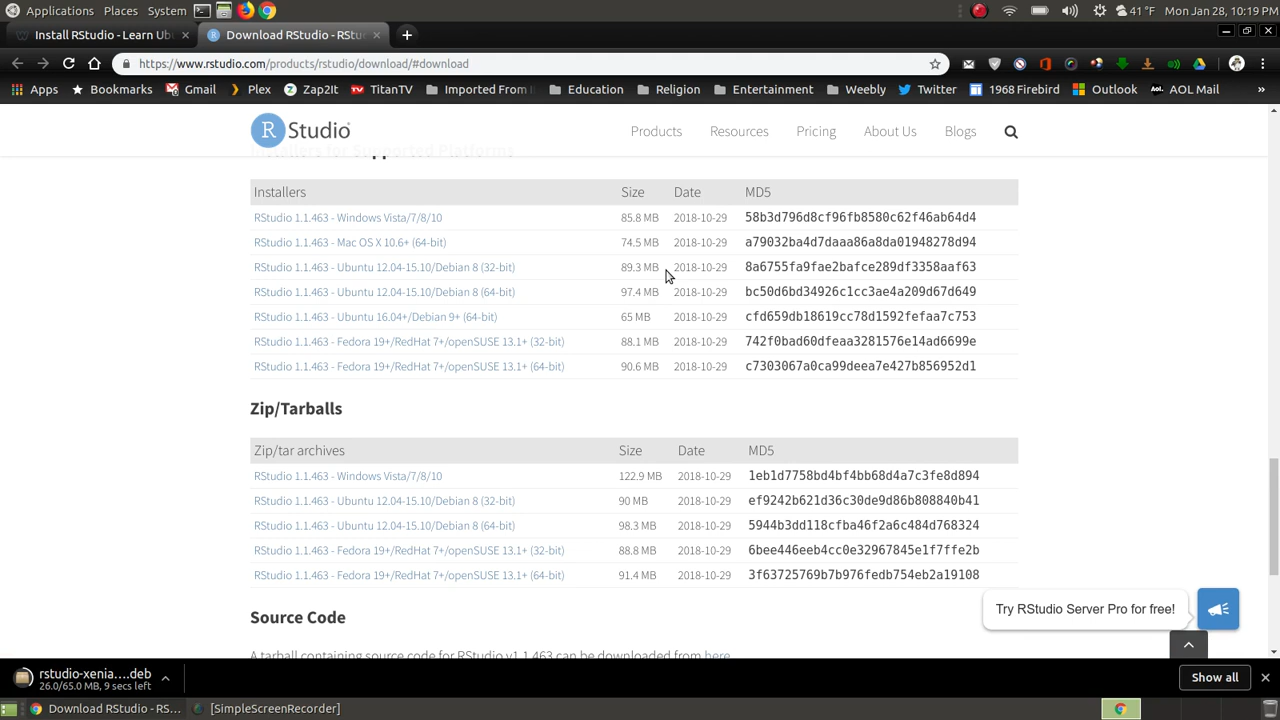 Applications Places System 41 °F Mon Jan 28, 10:19 PM
Install RStudio - Learn Ub Download RStudio - RStu
https://www.rstudio.com/products/rstudio/download/#download
Apps Bookmarks Gmail Plex Zap2It TitanTV Imported From I Education Religion Entertainment Weebly Twitter 1968 Firebird Outlook AOL Mail »
R Studio Products Resources Pricing About Us Blogs
Installers for Supported Platforms
Installers Size Date MD5
RStudio 1.1.463 - Windows Vista/7/8/10 85.8 MB 2018-10-29 58b3d796d8cf96fb8580c62f46ab64d4
RStudio 1.1.463 - Mac OS X 10.6+ (64-bit) 74.5 MB 2018-10-29 a79032ba4d7daaa86a8da01948278d94
RStudio 1.1.463 - Ubuntu 12.04-15.10/Debian 8 (32-bit) 89.3 MB 2018-10-29 8a6755fa9fae2bafce289df3358aaf63
RStudio 1.1.463 - Ubuntu 12.04-15.10/Debian 8 (64-bit) 97.4 MB 2018-10-29 bc50d6bd34926c1cc3ae4a209d67d649
RStudio 1.1.463 - Ubuntu 16.04+/Debian 9+ (64-bit) 65 MB 2018-10-29 cfd659db18619cc78d1592fefaa7c753
RStudio 1.1.463 - Fedora 19+/RedHat 7+/openSUSE 13.1+ (32-bit) 88.1 MB 2018-10-29 742f0bad60dfeaa3281576e14ad6699e
RStudio 1.1.463 - Fedora 19+/RedHat 7+/openSUSE 13.1+ (64-bit) 90.6 MB 2018-10-29 c7303067a0ca99deea7e427b856952d1
Zip/Tarballs
Zip/tar archives Size Date MD5
RStudio 1.1.463 - Windows Vista/7/8/10 122.9 MB 2018-10-29 1eb1d7758bd4bf4bb68d4a7c3fe8d894
RStudio 1.1.463 - Ubuntu 12.04-15.10/Debian 8 (32-bit) 90 MB 2018-10-29 ef9242b621d36c30de9d86b808840b41
RStudio 1.1.463 - Ubuntu 12.04-15.10/Debian 8 (64-bit) 98.3 MB 2018-10-29 5944b3dd118cfba46f2a6c484d768324
RStudio 1.1.463 - Fedora 19+/RedHat 7+/openSUSE 13.1+ (32-bit) 88.8 MB 2018-10-29 6bee446eeb4cc0e32967845e1f7ffe2b
RStudio 1.1.463 - Fedora 19+/RedHat 7+/openSUSE 13.1+ (64-bit) 91.4 MB 2018-10-29 3f63725769b7b976fedb754eb2a19108
Try RStudio Server Pro for free!
Source Code
A tarball containing source code for RStudio v1.1.463 can be downloaded from here
rstudio-xenia....deb
26.0/65.0 MB, 9 secs left
Show all
Download RStudio - RS... [SimpleScreenRecorder]